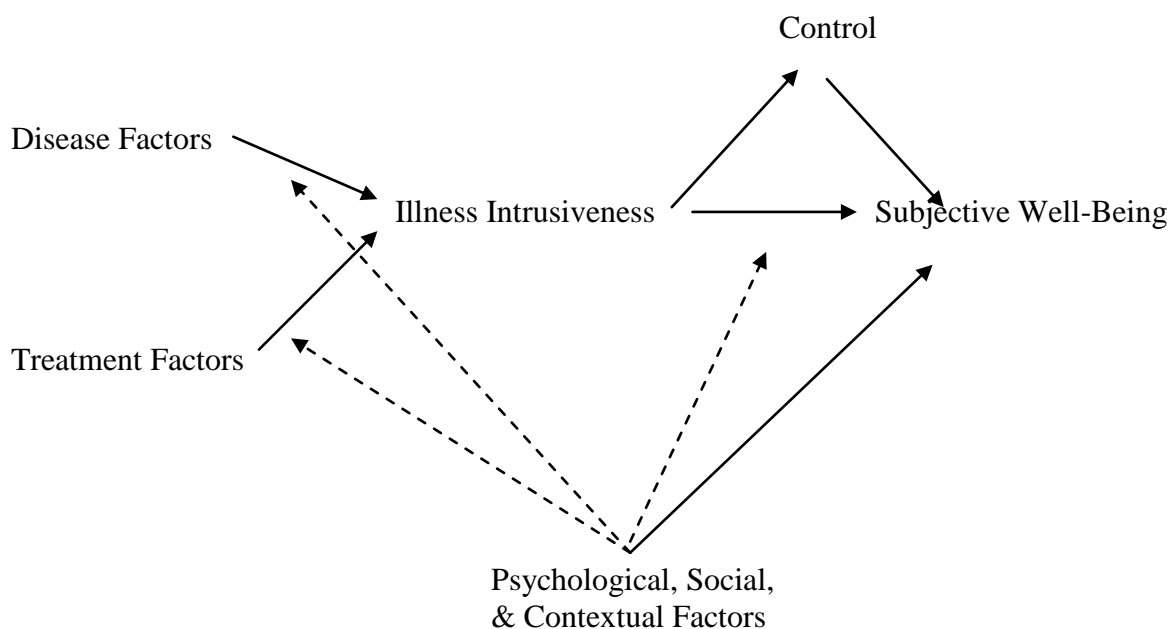 Control
Disease Factors
Illness Intrusiveness
Subjective Well-Being
Treatment Factors
Psychological, Social,
& Contextual Factors